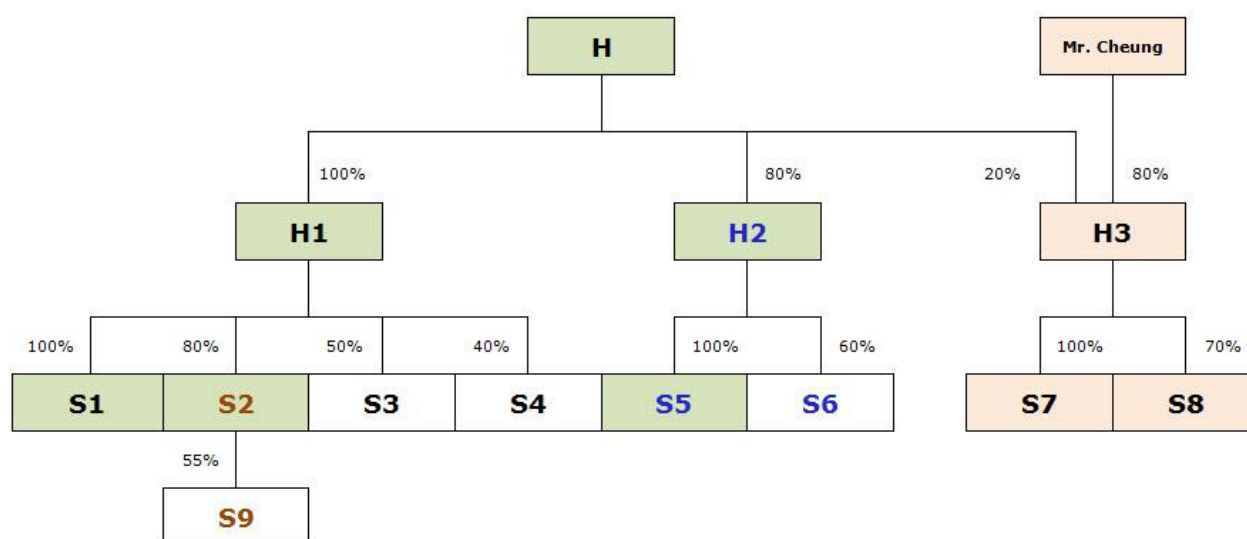 H
Mr. Cheung
100%
80%
20%
80%
H1
H2
H3
100%
80%
50%
40%
100%
60%
100%
70%
S1
S2
S3
S4
S5
S6
S7
S8
55%
S9